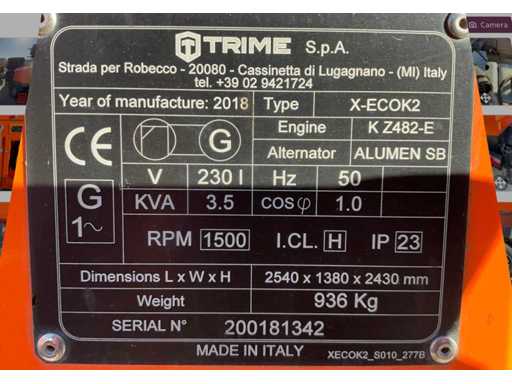 Camera
TRIME S.p.A.
Strada per Robecco - 20080 - Cassinetta di Lugagnano - (MI) Italy
tel. +39 02 9421724
Year of manufacture: 2018 Type X-ECOK2
CE G Engine K Z482-E
Alternator ALUMEN SB
G 1~ V 230 I Hz 50
KVA 3.5 COS φ 1.0
RPM 1500 I.CL. H IP 23
Dimensions L x W x H 2540 x 1380 x 2430 mm
Weight 936 Kg
SERIAL N° 200181342
MADE IN ITALY XECOK2_S010_277B